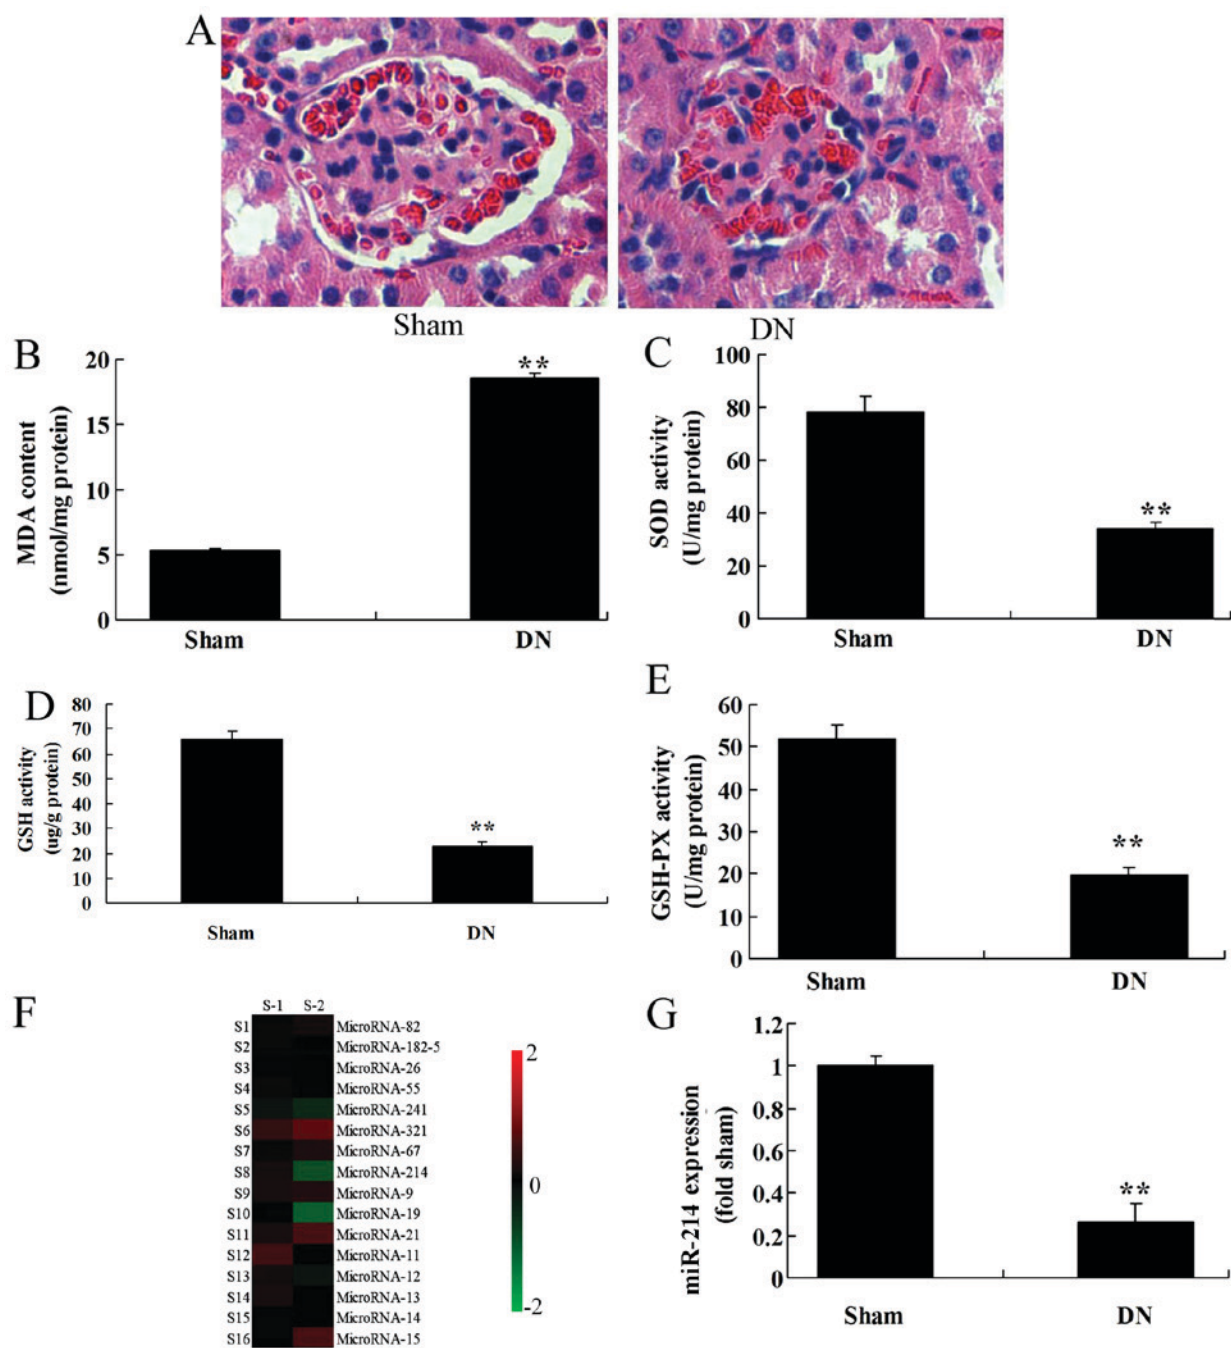 A
Sham
DN
B
MDA content
(nmol/mg protein)
20
15
10
5
0
**
Sham
DN
C
SOD activity
(U/mg protein)
100
80
60
40
20
0
**
Sham
DN
D
GSH activity
(ug/g protein)
80
70
60
50
40
30
20
10
0
**
Sham
DN
E
GSH-PX activity
(U/mg protein)
60
50
40
30
20
10
0
**
Sham
DN
F
S-1 S-2
S1 MicroRNA-82
S2 MicroRNA-182-5
S3 MicroRNA-26
S4 MicroRNA-55
S5 MicroRNA-241
S6 MicroRNA-321
S7 MicroRNA-67
S8 MicroRNA-214
S9 MicroRNA-9
S10 MicroRNA-19
S11 MicroRNA-21
S12 MicroRNA-11
S13 MicroRNA-12
S14 MicroRNA-13
S15 MicroRNA-14
S16 MicroRNA-15
2
0
-2
G
miR-214 expression
(fold sham)
1.2
1
0.8
0.6
0.4
0.2
0
**
Sham
DN